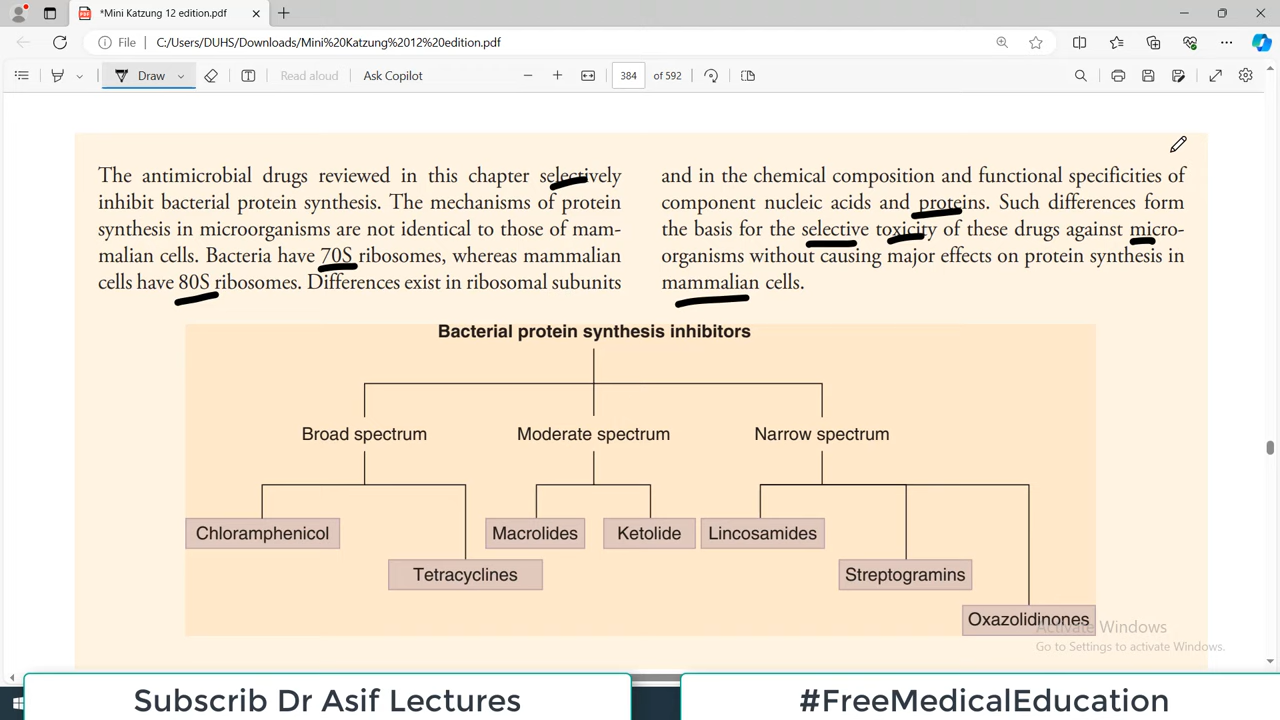 *Mini Katzung 12 edition.pdf
File
C:/Users/DUHS/Downloads/Mini%20Katzung%2012%20edition.pdf
Draw
Read aloud
Ask Copilot
384
of 592
The antimicrobial drugs reviewed in this chapter selectively
inhibit bacterial protein synthesis. The mechanisms of protein
synthesis in microorganisms are not identical to those of mam-
malian cells. Bacteria have 70S ribosomes, whereas mammalian
cells have 80S ribosomes. Differences exist in ribosomal subunits
and in the chemical composition and functional specificities of
component nucleic acids and proteins. Such differences form
the basis for the selective toxicity of these drugs against micro-
organisms without causing major effects on protein synthesis in
mammalian cells.
Bacterial protein synthesis inhibitors
Broad spectrum
Moderate spectrum
Narrow spectrum
Chloramphenicol
Macrolides
Ketolide
Lincosamides
Tetracyclines
Streptogramins
Oxazolidinones
Activate Windows
Go to Settings to activate Windows.
Subscrib Dr Asif Lectures
#FreeMedicalEducation